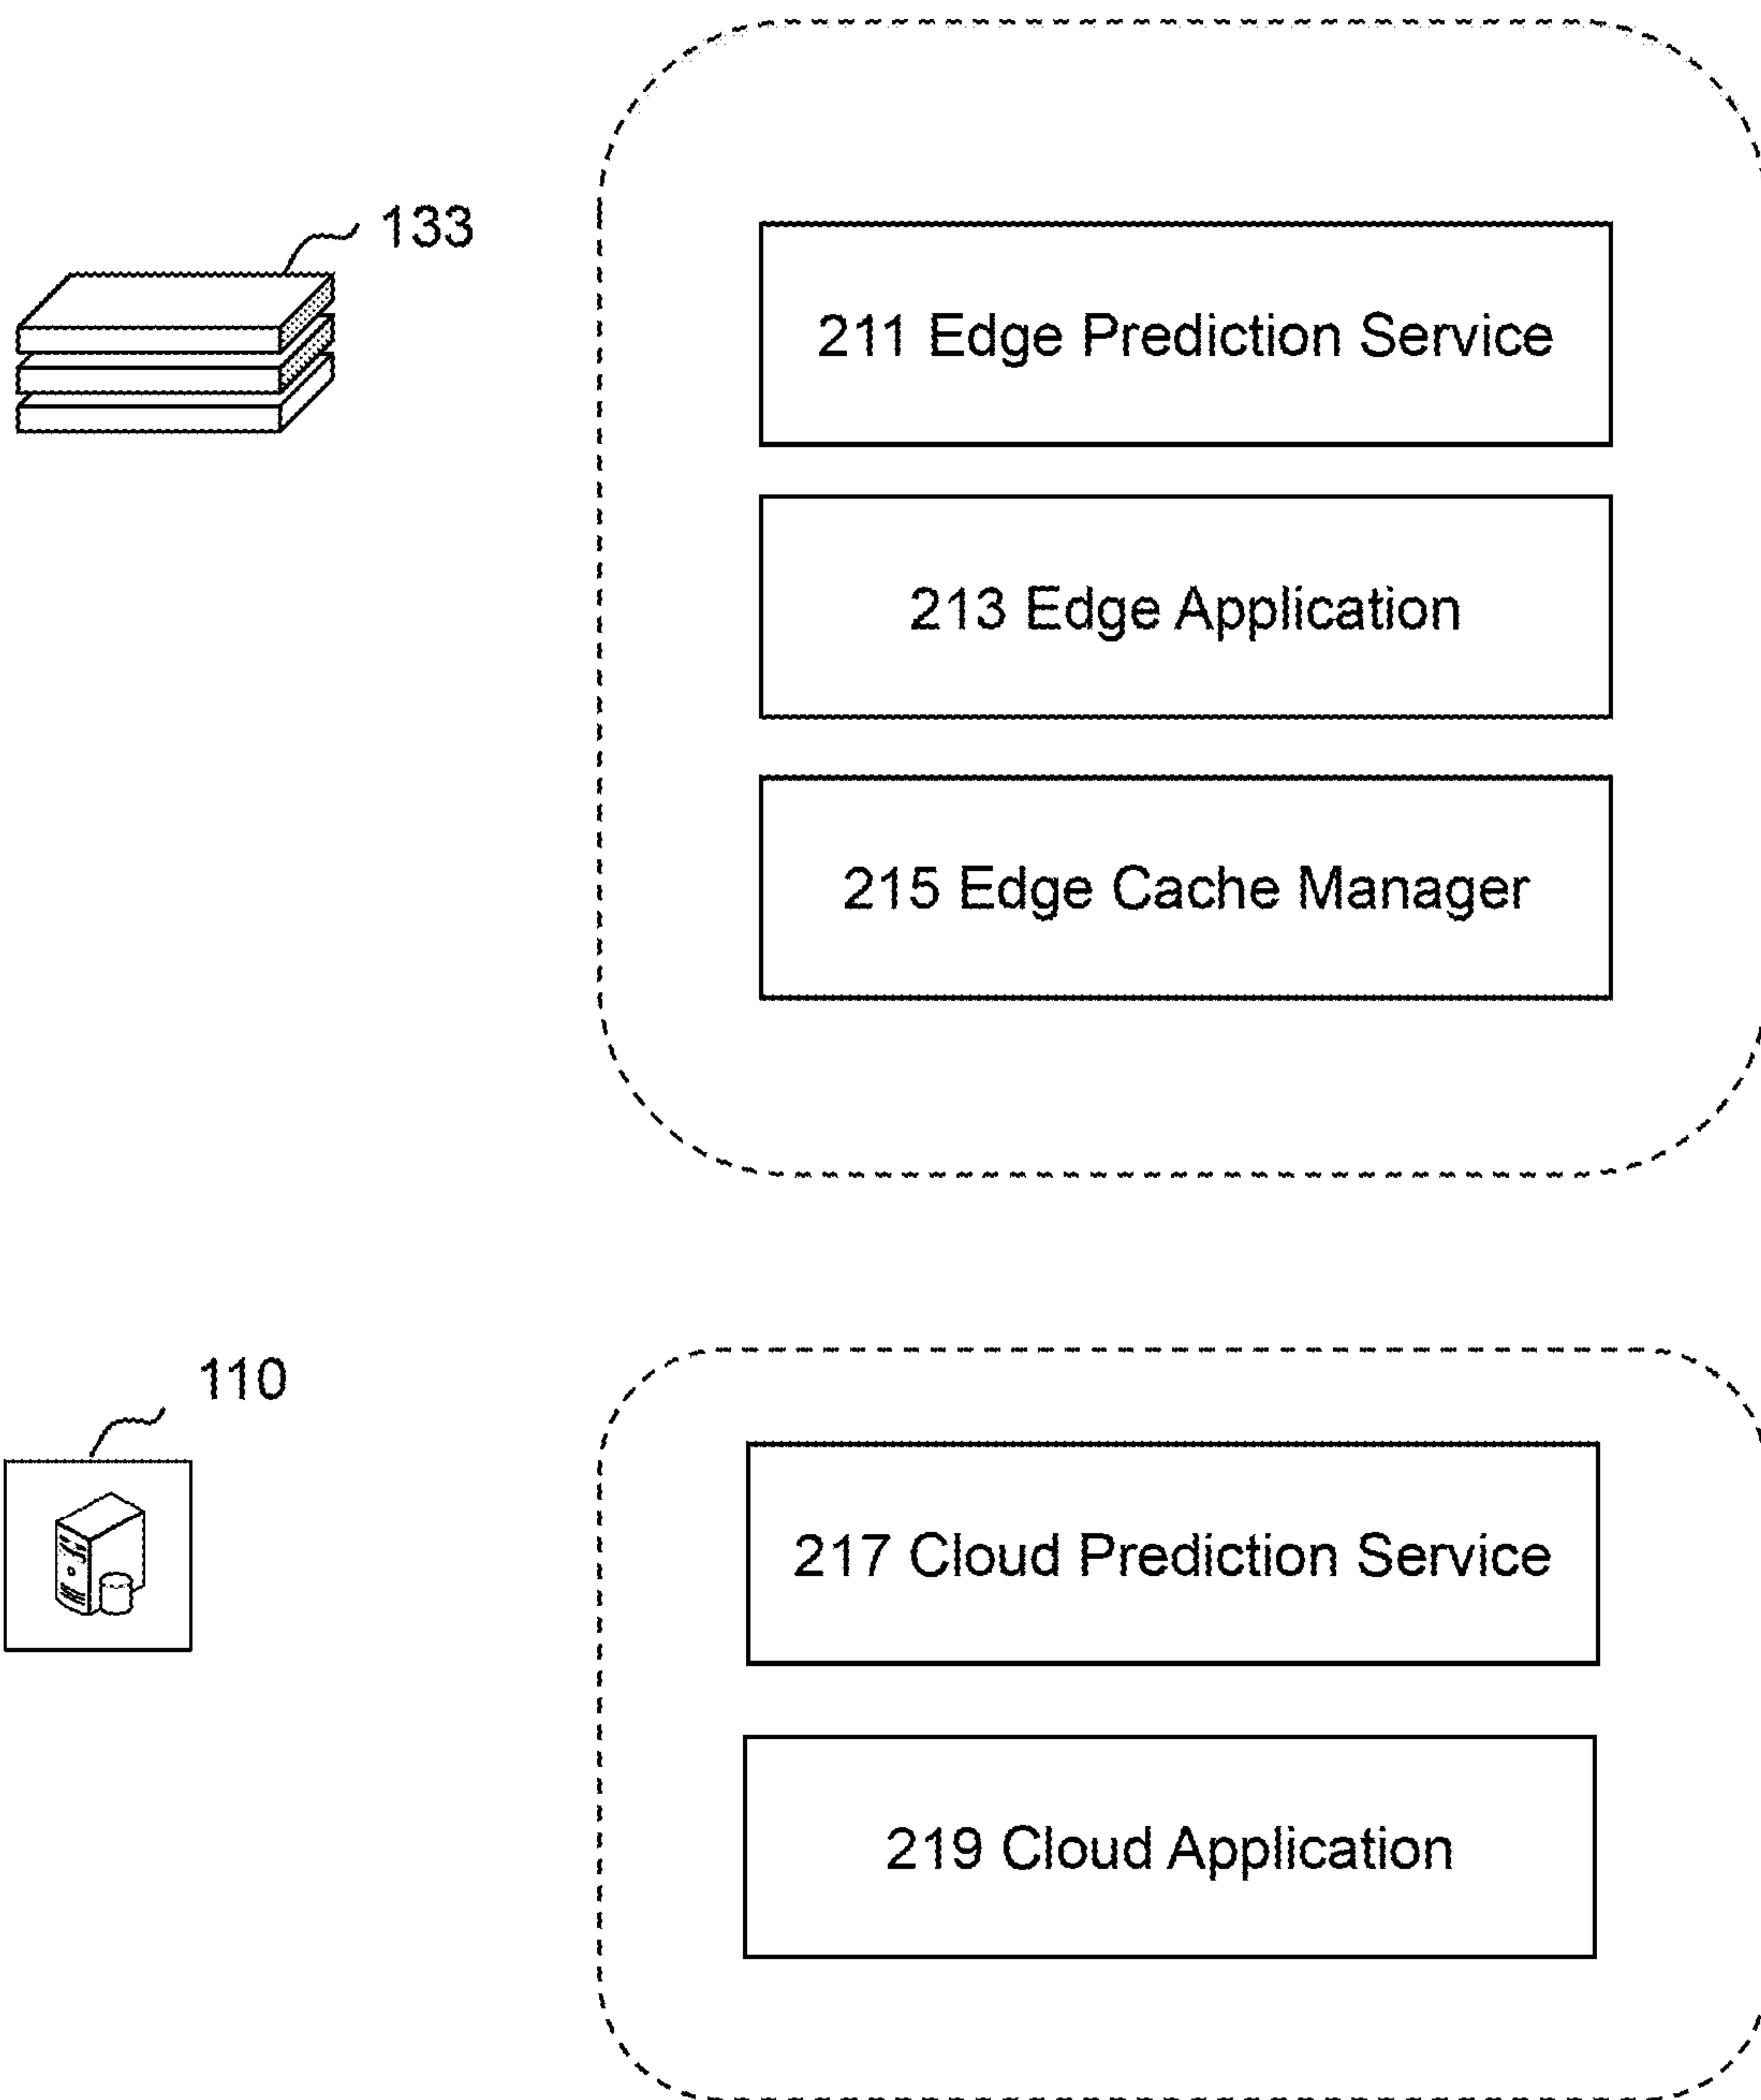 133
211 Edge Prediction Service
213 Edge Application
215 Edge Cache Manager
110
217 Cloud Prediction Service
219 Cloud Application